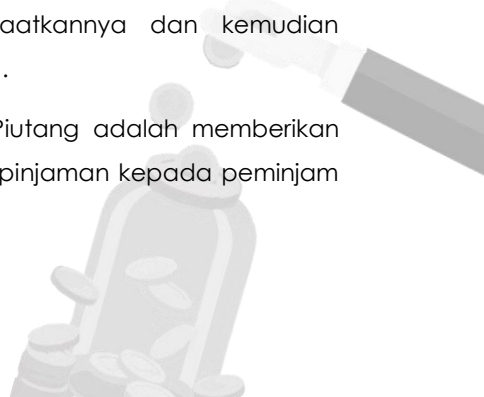 aatkannya dan kemudian
.
Piutang adalah memberikan
pinjaman kepada peminjam